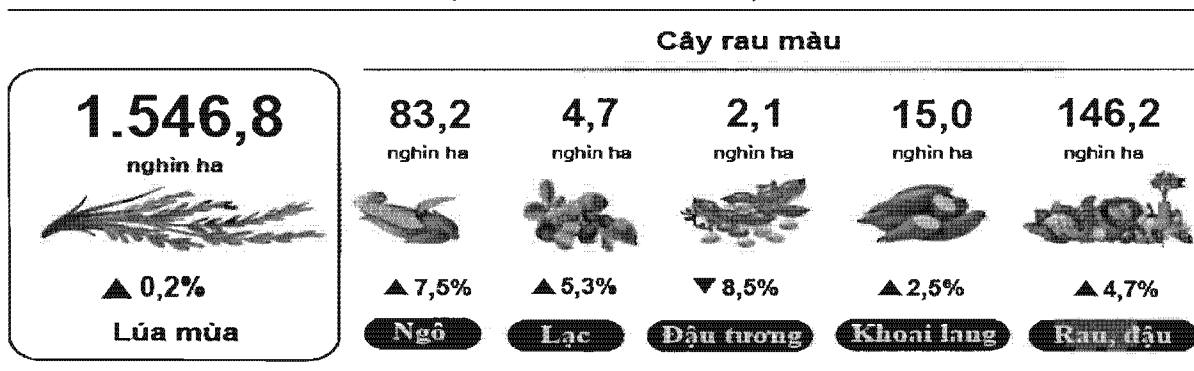 Cây rau màu
1.546,8
nghìn ha
▲ 0,2%
Lúa mùa
83,2
nghìn ha
▲ 7,5%
Ngô
4,7
nghìn ha
▲ 5,3%
Lạc
2,1
nghìn ha
▼ 8,5%
Đậu tương
15,0
nghìn ha
▲ 2,5%
Khoai lang
146,2
nghìn ha
▲ 4,7%
Rau, đậu